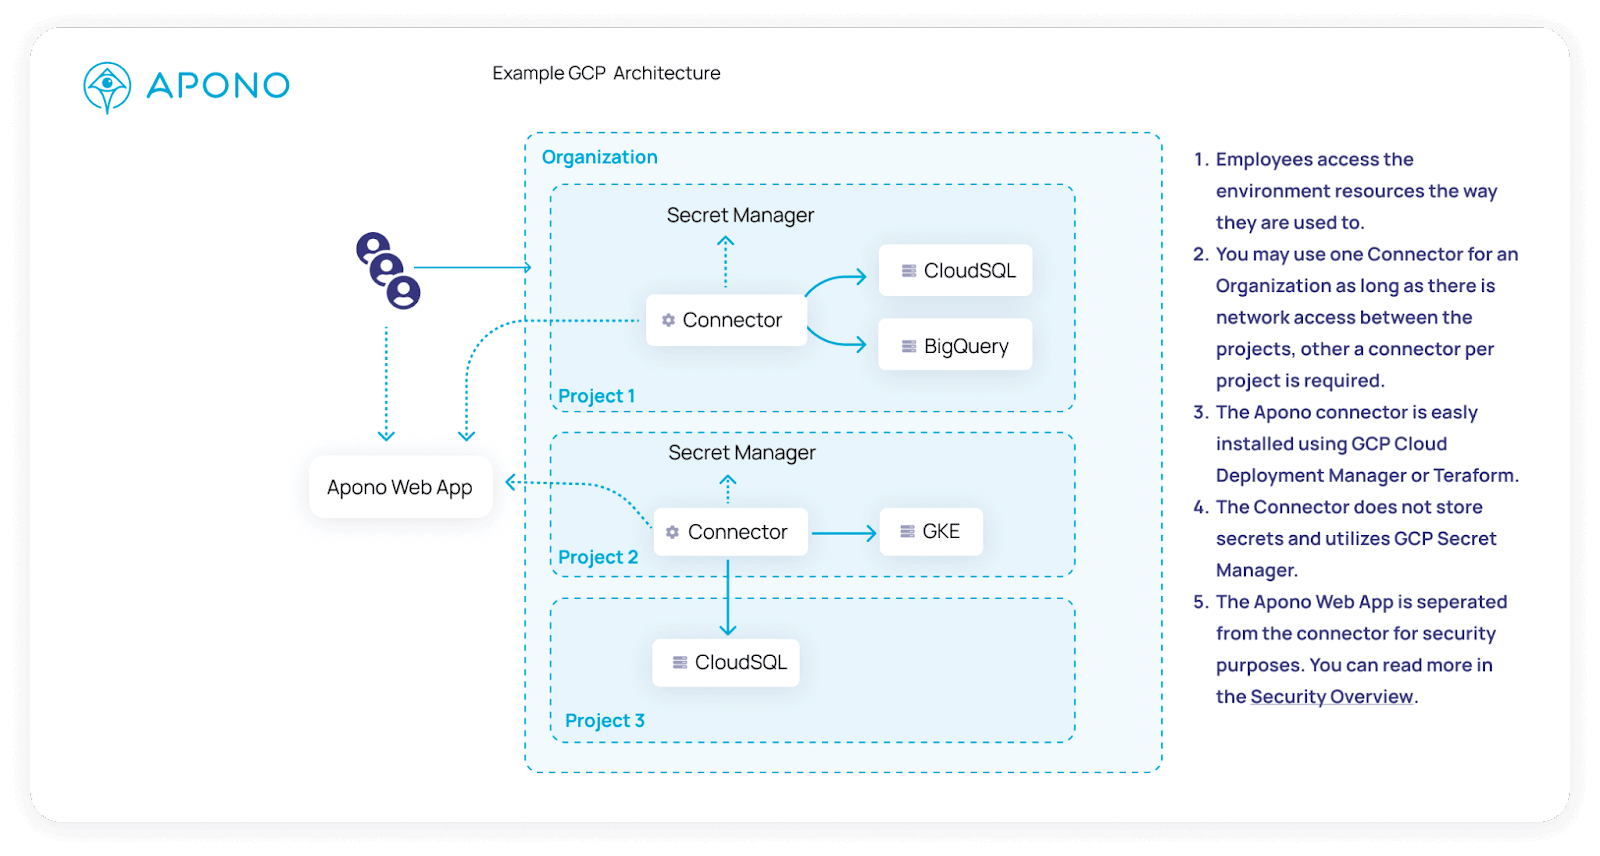 APONO
Example GCP Architecture
Organization
Secret Manager
CloudSQL
Connector
BigQuery
Project 1
Secret Manager
Apono Web App
Connector
GKE
Project 2
CloudSQL
Project 3
1. Employees access the
environment resources the way
they are used to.
2. You may use one Connector for an
Organization as long as there is
network access between the
projects, other a connector per
project is required.
3. The Apono connector is easly
installed using GCP Cloud
Deployment Manager or Teraform.
4. The Connector does not store
secrets and utilizes GCP Secret
Manager.
5. The Apono Web App is seperated
from the connector for security
purposes. You can read more in
the Security Overview.